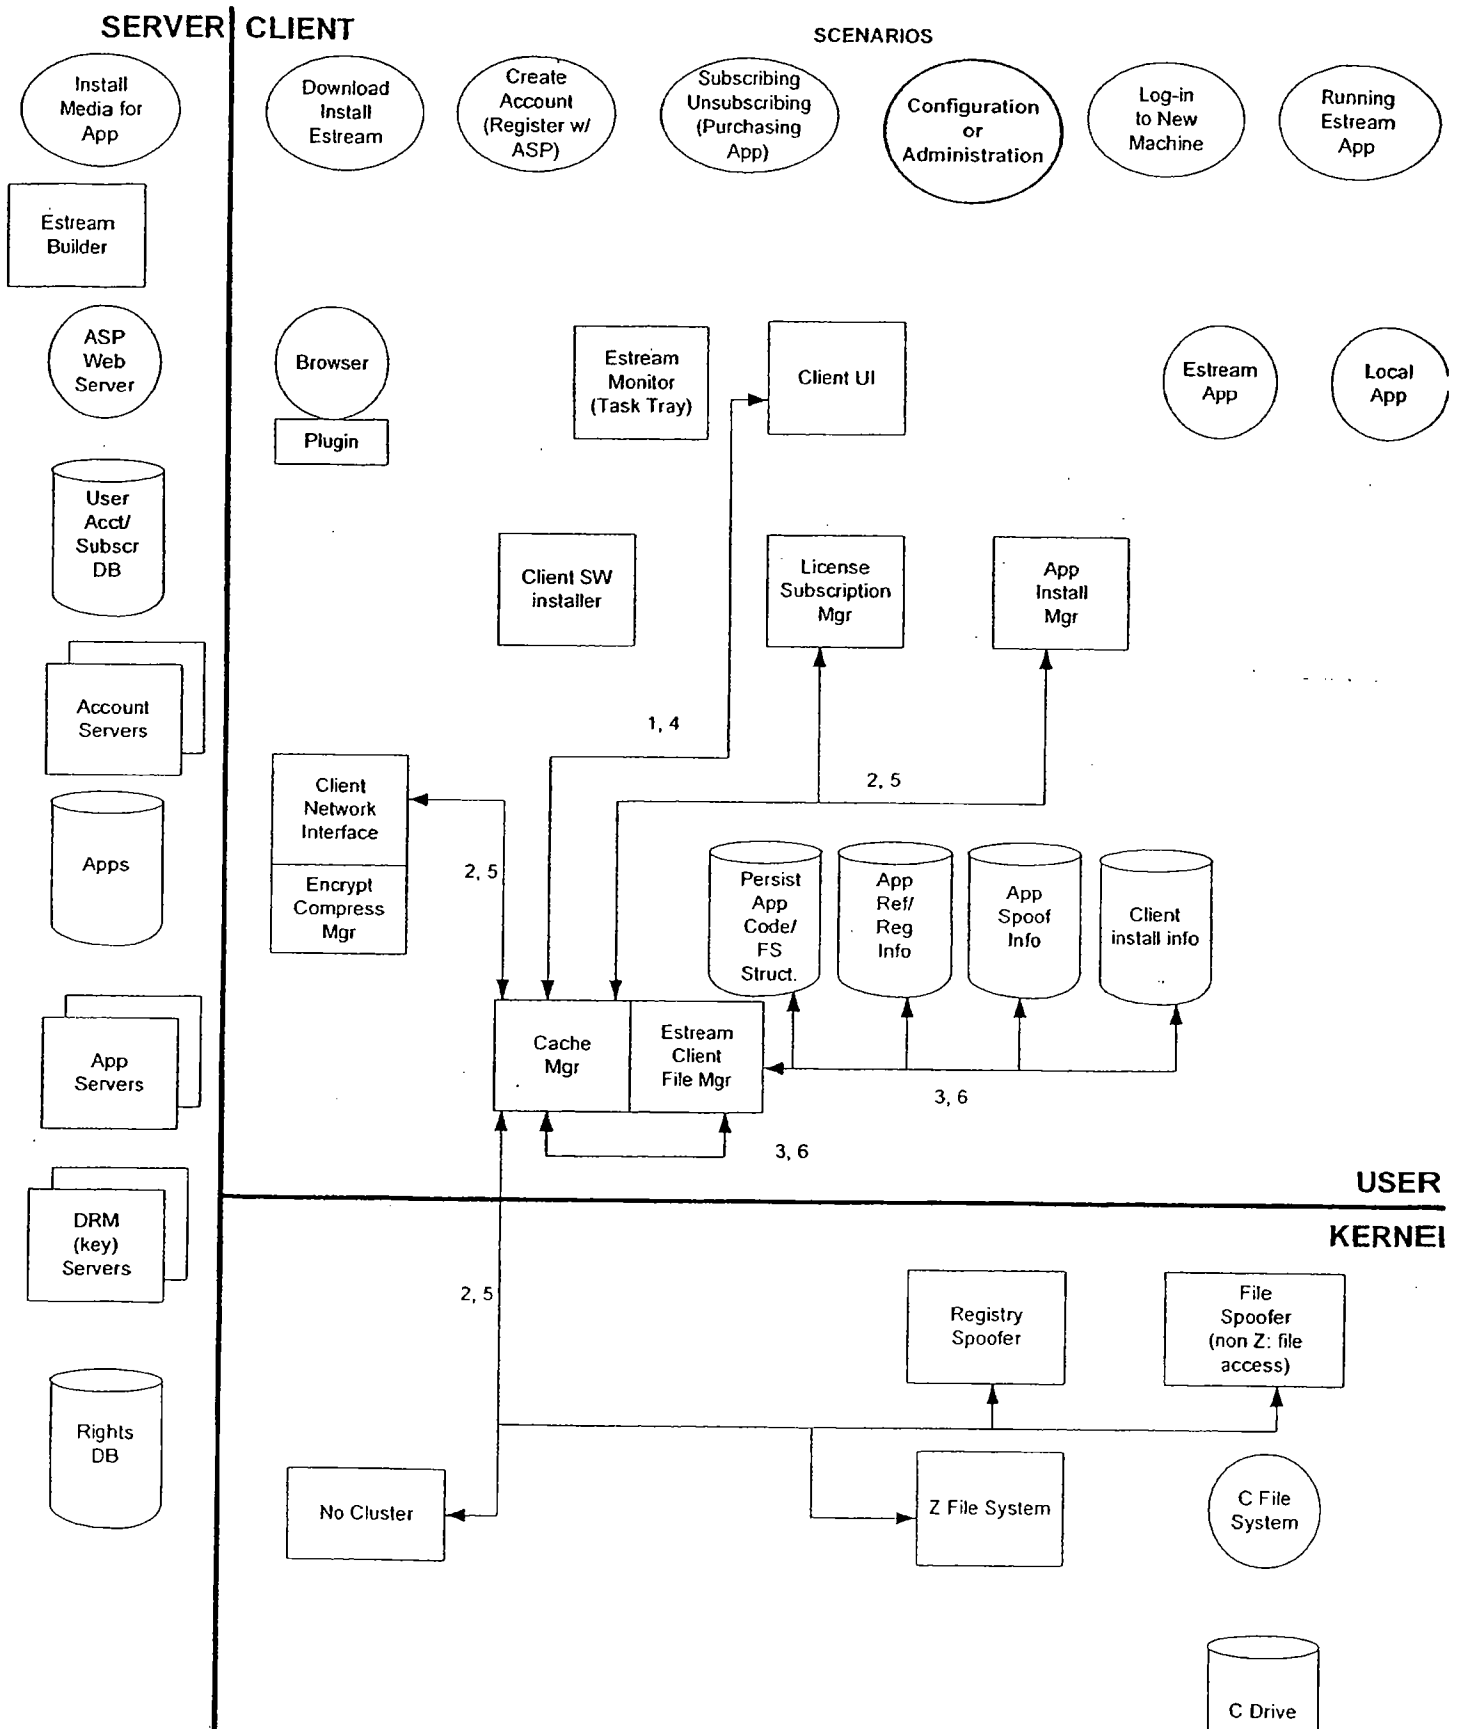 SERVER
CLIENT
SCENARIOS
Install
Media for
App
Download
Install
Estream
Create
Account
(Register w/
ASP)
Subscribing
Unsubscribing
(Purchasing
App)
Configuration
or
Administration
Log-in
to New
Machine
Running
Estream
App
Estream
Builder
ASP
Web
Server
Browser
Plugin
Estream
Monitor
(Task Tray)
Client UI
Estream
App
Local
App
User
Acct/
Subscr
DB
Client SW
installer
License
Subscription
Mgr
App
Install
Mgr
Account
Servers
1, 4
2, 5
Client
Network
Interface
Encrypt
Compress
Mgr
2, 5
Apps
Persist
App
Code/
FS
Struct.
App
Ref/
Reg
Info
App
Spoof
Info
Client
install info
App
Servers
Cache
Mgr
Estream
Client
File Mgr
3, 6
3, 6
USER
KERNEl
DRM
(key)
Servers
2, 5
Registry
Spoofer
File
Spoofer
(non Z: file
access)
Rights
DB
No Cluster
Z File System
C File
System
C Drive